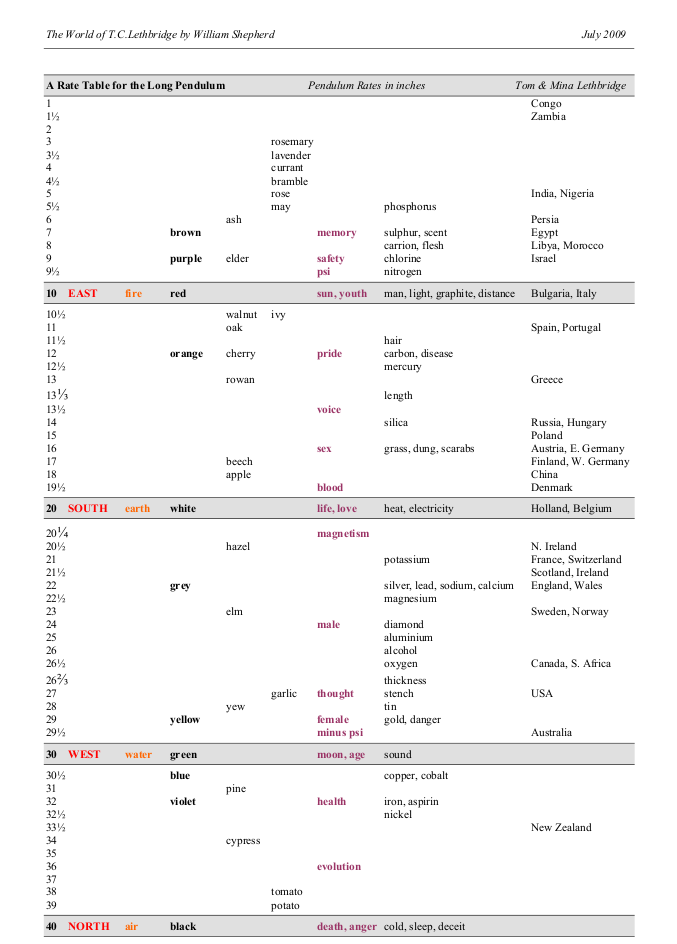 The World of T.C.Lethbridge by William Shepherd July 2009
A Rate Table for the Long Pendulum Pendulum Rates in inches Tom & Mina Lethbridge
1 Congo
1½ Zambia
2
3 rosemary
3½ lavender
4 currant
4½ bramble
5 rose India, Nigeria
5½ may phosphorus
6 ash Persia
7 brown memory sulphur, scent Egypt
8 carrion, flesh Libya, Morocco
9 purple elder safety chlorine Israel
9½ psi nitrogen
10 EAST fire red sun, youth man, light, graphite, distance Bulgaria, Italy
10½ walnut ivy
11 oak Spain, Portugal
11½ hair
12 orange cherry pride carbon, disease
12½ mercury
13 rowan Greece
13⅓ length
13½ voice
14 silica Russia, Hungary
15 Poland
16 sex grass, dung, scarabs Austria, E. Germany
17 beech Finland, W. Germany
18 apple China
19½ blood Denmark
20 SOUTH earth white life, love heat, electricity Holland, Belgium
20¼ magnetism
20½ hazel N. Ireland
21 potassium France, Switzerland
21½ Scotland, Ireland
22 grey silver, lead, sodium, calcium England, Wales
22½ magnesium
23 elm Sweden, Norway
24 male diamond
25 aluminium
26 alcohol
26½ oxygen Canada, S. Africa
26⅔ thickness
27 garlic thought stench USA
28 yew tin
29 yellow female gold, danger
29½ minus psi Australia
30 WEST water green moon, age sound
30½ blue copper, cobalt
31 pine
32 violet health iron, aspirin
32½ nickel
33½ New Zealand
34 cypress
35
36 evolution
37
38 tomato
39 potato
40 NORTH air black death, anger cold, sleep, deceit